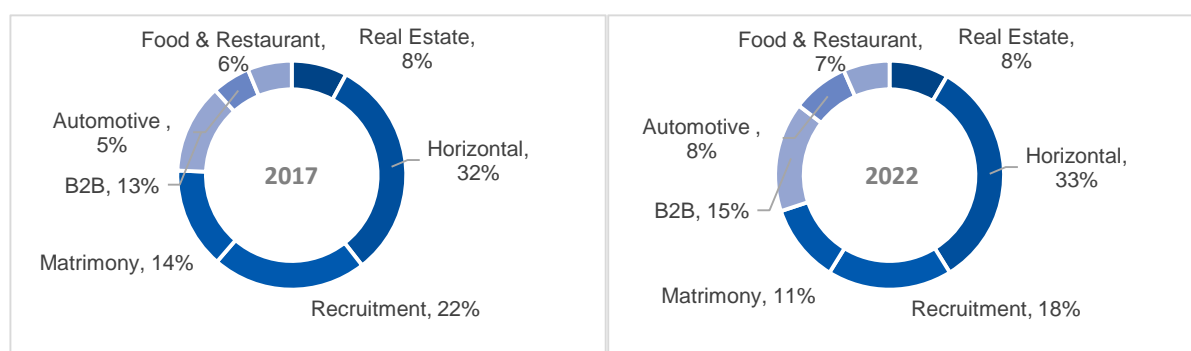 Food & Restaurant,
6%
Real Estate,
8%
Automotive ,
5%
Horizontal,
32%
2017
B2B, 13%
Matrimony, 14%
Recruitment, 22%
Food & Restaurant,
7%
Real Estate,
8%
Automotive ,
8%
Horizontal,
33%
2022
B2B, 15%
Matrimony, 11%
Recruitment, 18%